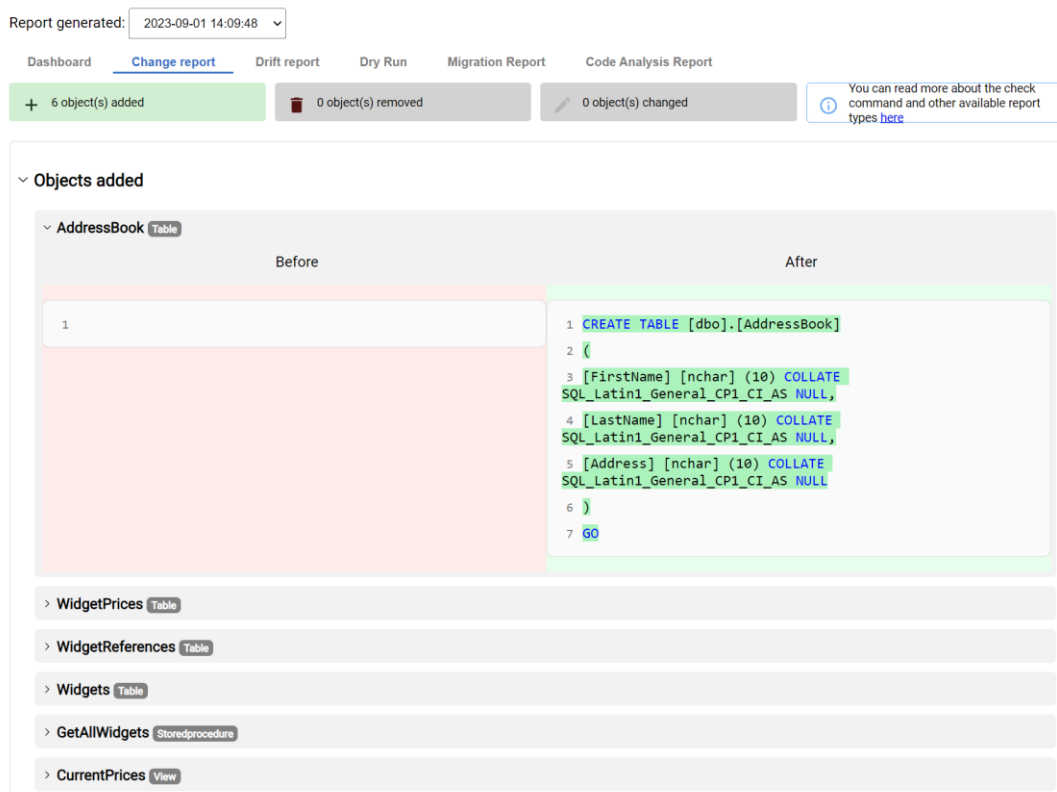 Report generated: 2023-09-01 14:09:48
Dashboard Change report Drift report Dry Run Migration Report Code Analysis Report
6 object(s) added 0 object(s) removed 0 object(s) changed
You can read more about the check
command and other available report
types here
Objects added
AddressBook Table
Before After
1
1 CREATE TABLE [dbo].[AddressBook]
2 (
3 [FirstName] [nchar] (10) COLLATE
SQL_Latin1_General_CP1_CI_AS NULL,
4 [LastName] [nchar] (10) COLLATE
SQL_Latin1_General_CP1_CI_AS NULL,
5 [Address] [nchar] (10) COLLATE
SQL_Latin1_General_CP1_CI_AS NULL
6 )
7 GO
WidgetPrices Table
WidgetReferences Table
Widgets Table
GetAllWidgets Storedprocedure
CurrentPrices View